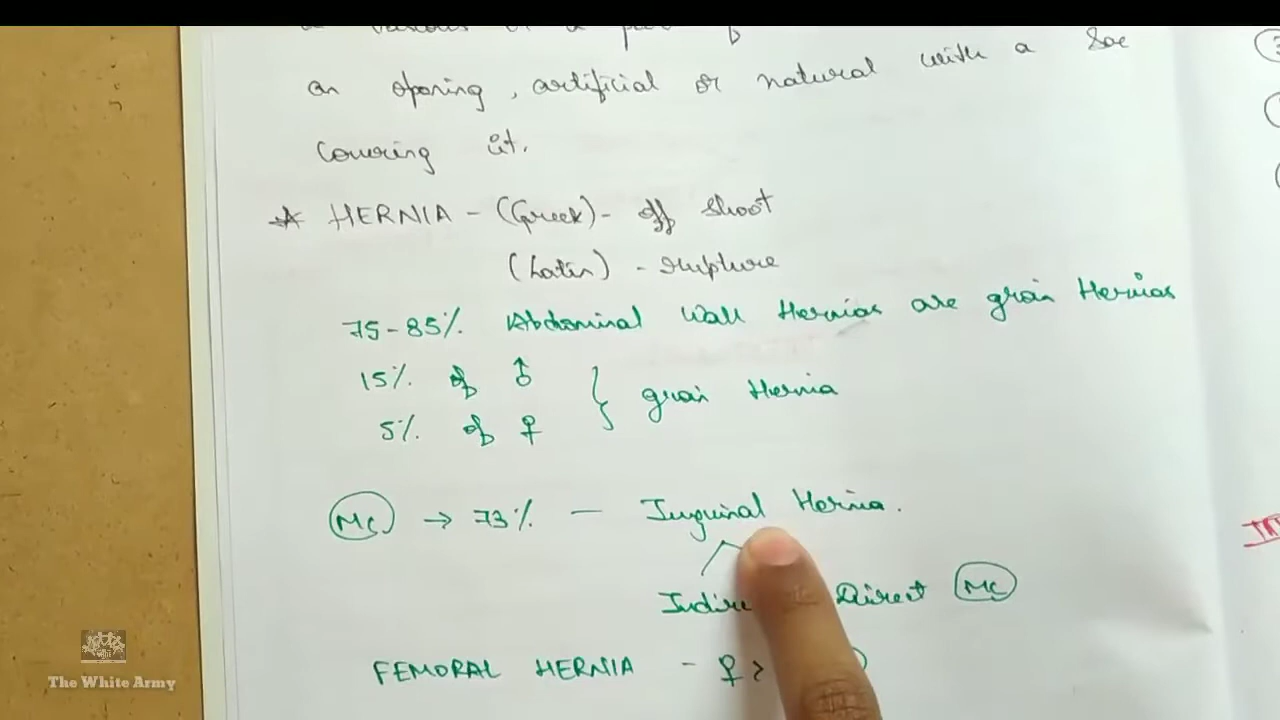 an opening, artificial or natural with a Sac
Covering it.
* HERNIA - (Greek) - off shoot
(Latin) - rupture
75-85% Abdominal wall Hernias are groin Hernias
15% of ♂ } groin Hernia
5% of ♀
MC → 73% — Inguinal Hernia.
Indire Direct MC
FEMORAL HERNIA - ♀ >
The White Army